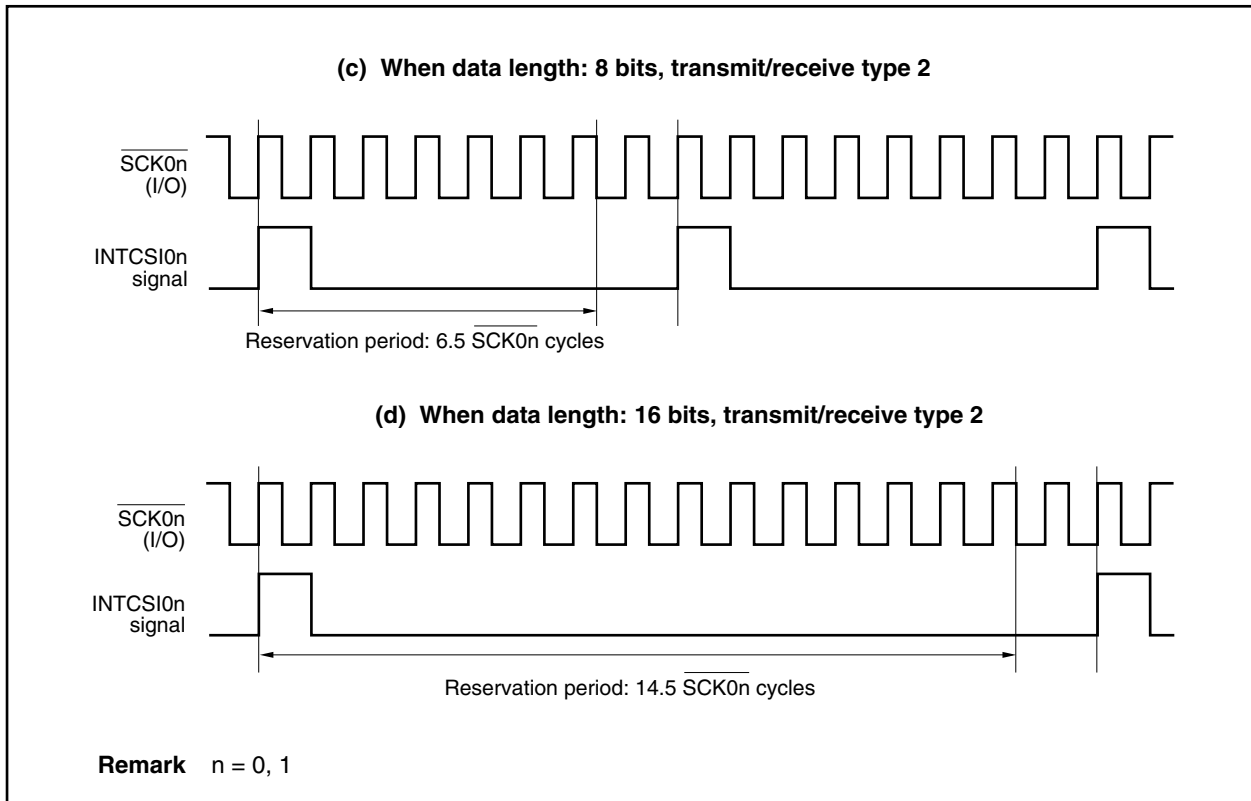 (c) When data length: 8 bits, transmit/receive type 2
SCK0n
(I/O)
INTCSI0n
signal
Reservation period: 6.5 SCK0n cycles
(d) When data length: 16 bits, transmit/receive type 2
SCK0n
(I/O)
INTCSI0n
signal
Reservation period: 14.5 SCK0n cycles
Remark n = 0, 1